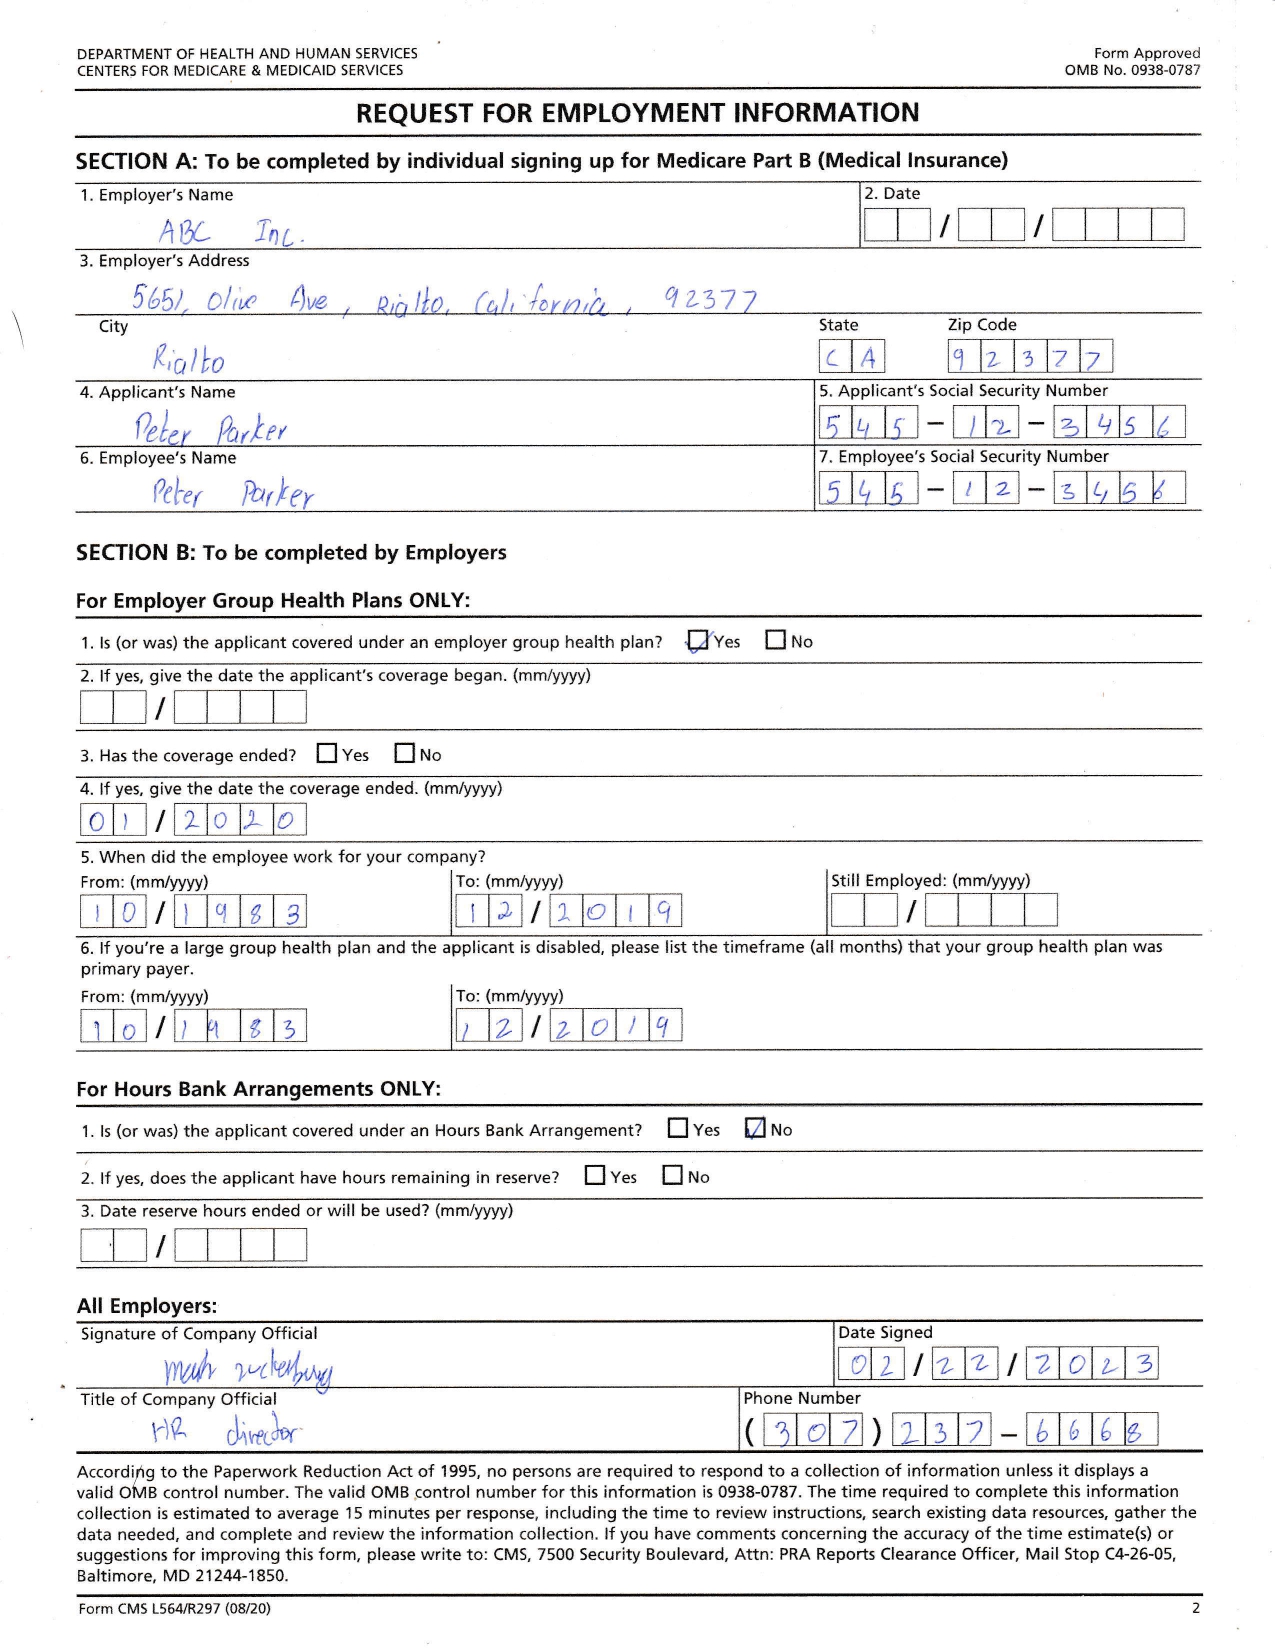 DEPARTMENT OF HEALTH AND HUMAN SERVICES
CENTERS FOR MEDICARE & MEDICAID SERVICES
Form Approved
OMB No. 0938-0787
REQUEST FOR EMPLOYMENT INFORMATION
SECTION A: To be completed by individual signing up for Medicare Part B (Medical Insurance)
1. Employer's Name
ABC Inc.
2. Date
/ /
3. Employer's Address
5651, Olive Ave, Rialto, California, 92377
City
Rialto
State
CA
Zip Code
92377
4. Applicant's Name
Peter Parker
5. Applicant's Social Security Number
545-12-3456
6. Employee's Name
Peter Parker
7. Employee's Social Security Number
545-12-3456
SECTION B: To be completed by Employers
For Employer Group Health Plans ONLY:
1. Is (or was) the applicant covered under an employer group health plan? Yes No
2. If yes, give the date the applicant's coverage began. (mm/yyyy)
/
3. Has the coverage ended? Yes No
4. If yes, give the date the coverage ended. (mm/yyyy)
01/2020
5. When did the employee work for your company?
From: (mm/yyyy) To: (mm/yyyy) Still Employed: (mm/yyyy)
10/1983 12/2019 /
6. If you're a large group health plan and the applicant is disabled, please list the timeframe (all months) that your group health plan was
primary payer.
From: (mm/yyyy) To: (mm/yyyy)
10/1983 12/2019
For Hours Bank Arrangements ONLY:
1. Is (or was) the applicant covered under an Hours Bank Arrangement? Yes No
2. If yes, does the applicant have hours remaining in reserve? Yes No
3. Date reserve hours ended or will be used? (mm/yyyy)
/
All Employers:
Signature of Company Official
Mark zuckerburg
Date Signed
02/22/2023
Title of Company Official
HR director
Phone Number
(307)237-6668
According to the Paperwork Reduction Act of 1995, no persons are required to respond to a collection of information unless it displays a
valid OMB control number. The valid OMB control number for this information is 0938-0787. The time required to complete this information
collection is estimated to average 15 minutes per response, including the time to review instructions, search existing data resources, gather the
data needed, and complete and review the information collection. If you have comments concerning the accuracy of the time estimate(s) or
suggestions for improving this form, please write to: CMS, 7500 Security Boulevard, Attn: PRA Reports Clearance Officer, Mail Stop C4-26-05,
Baltimore, MD 21244-1850.
Form CMS L564/R297 (08/20)
2